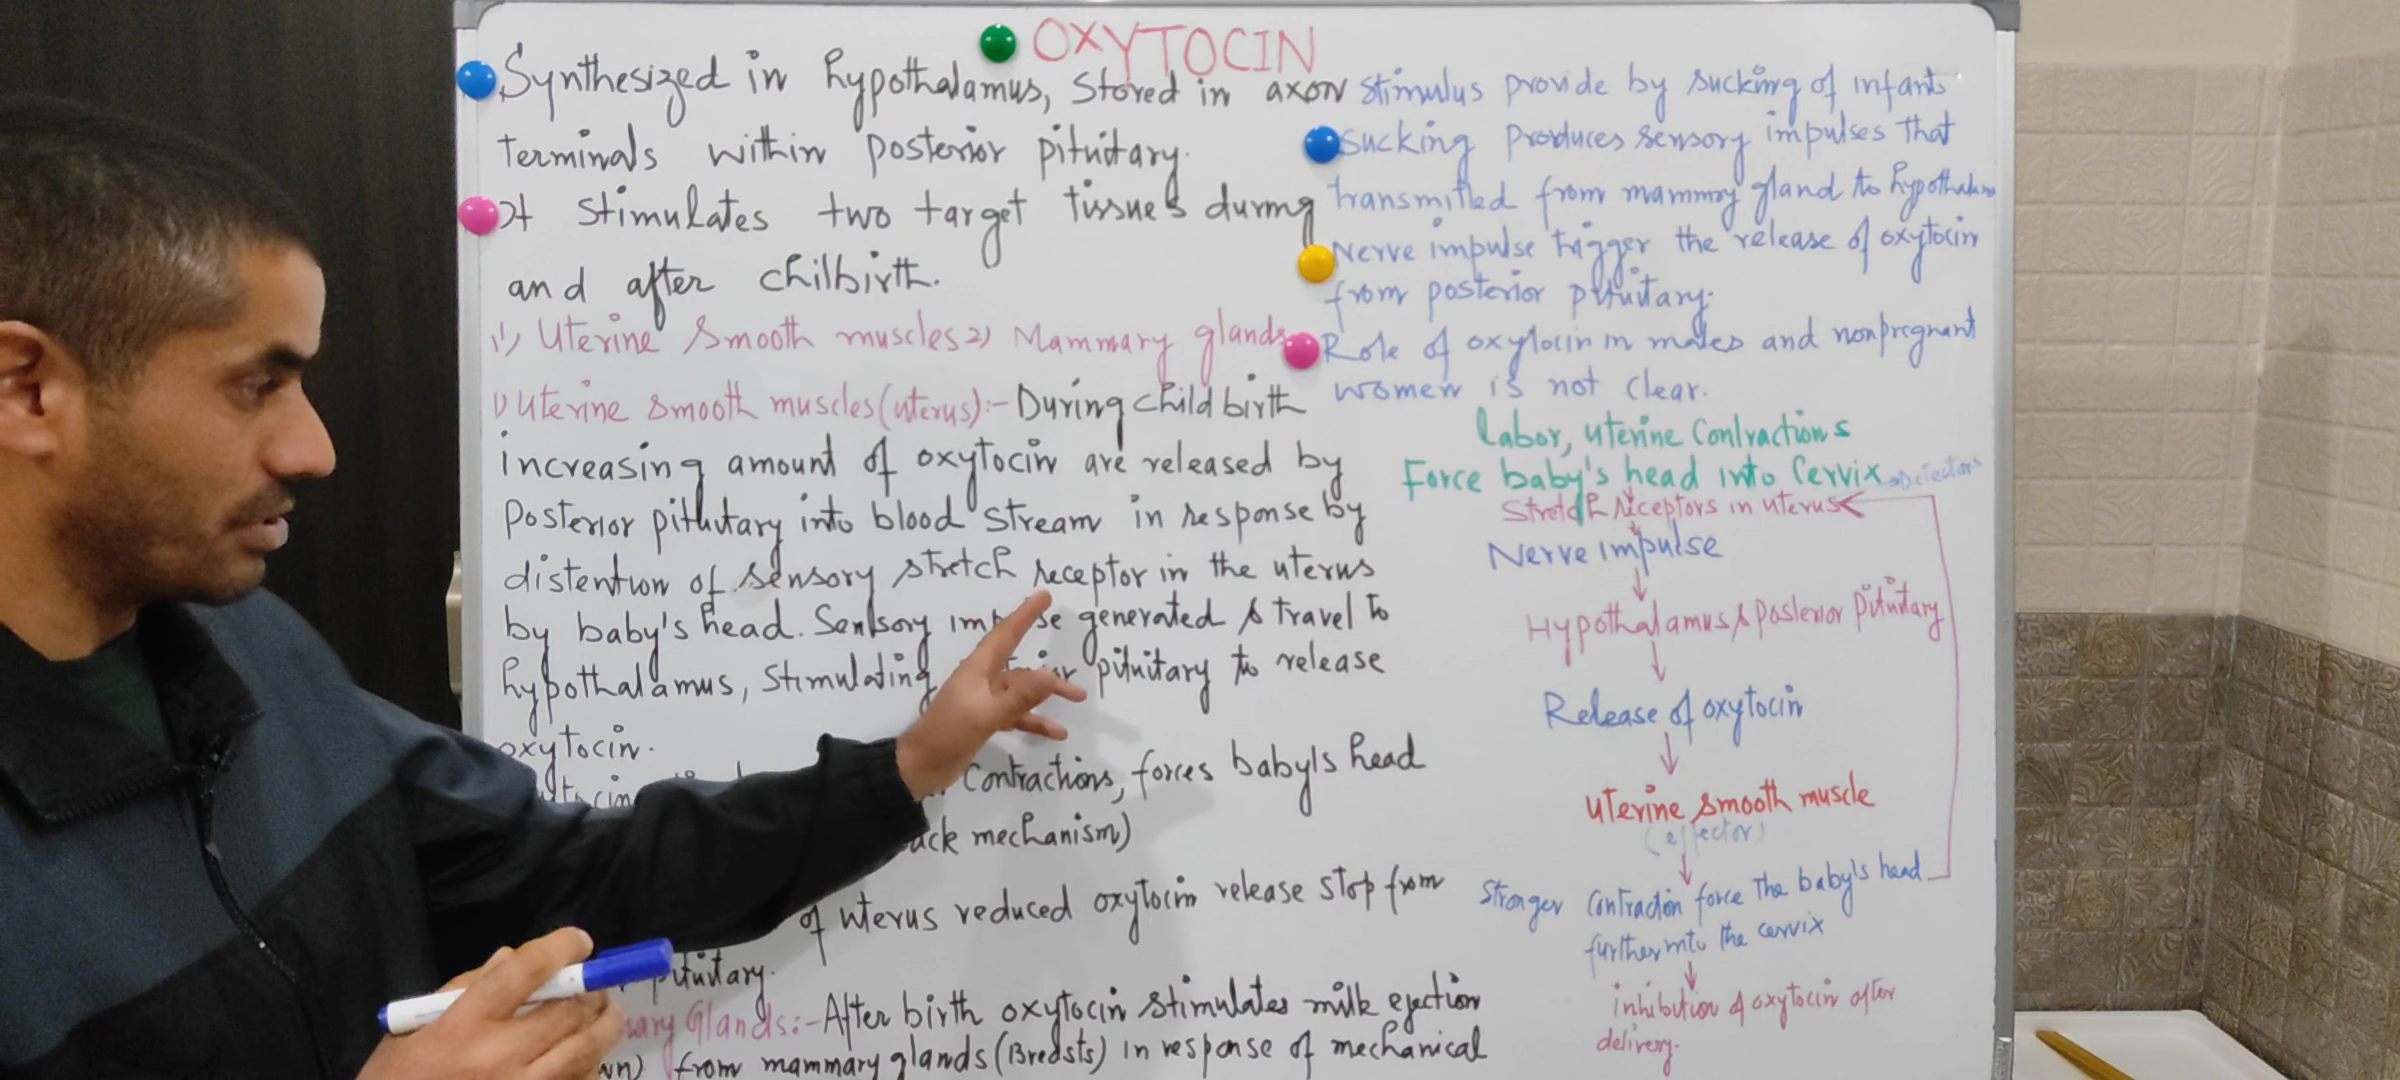 OXYTOCIN
Synthesized in hypothalamus, Stored in axon
terminals within posterior pituitary.
It stimulates two target tissues during
and after chilbirth.
1) Uterine Smooth muscles 2) Mammary glands
1) Uterine smooth muscles (uterus):- During child birth
increasing amount of oxytocin are released by
Posterior pituitary into blood stream in response by
distention of sensory stretch receptor in the uterus
by baby's head. Sensory generated & travel to
hypothalamus, Stimulating pituitary to release
oxytocin.
Contractions, forces baby's head
mechanism)
of uterus reduced oxytocin release stop from
pituitary.
Glands:- After birth oxytocin stimulates milk ejection
from mammary glands (Breasts) in response of mechanical
stimulus provide by sucking of infants
Sucking produces sensory impulses that
transmitted from mammary gland to hypothalamus
Nerve impulse trigger the release of oxytocin
from posterior pituitary.
Role of oxytocin in males and nonpregnant
women is not clear.
Labor, uterine contractions
Force baby's head into Cervix
Stretch receptors in uterus
Nerve impulse
Hypothalamus & posterior pituitary
Release of oxytocin
Uterine smooth muscle
(effector)
Stronger Contraction force the baby's head
further into the cervix
inhibition of oxytocin after
delivery.